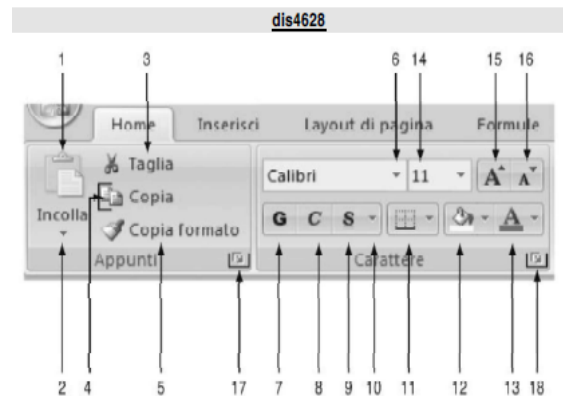 dis4628
1 3 6 14 15 16
Home Inserisci Layout di pagina Formule
Taglia
Calibri 11 A A
Copia
Incolla
G C S A
Copia formato
Appunti Carattere
2 4 5 17 7 8 9 10 11 12 13 18